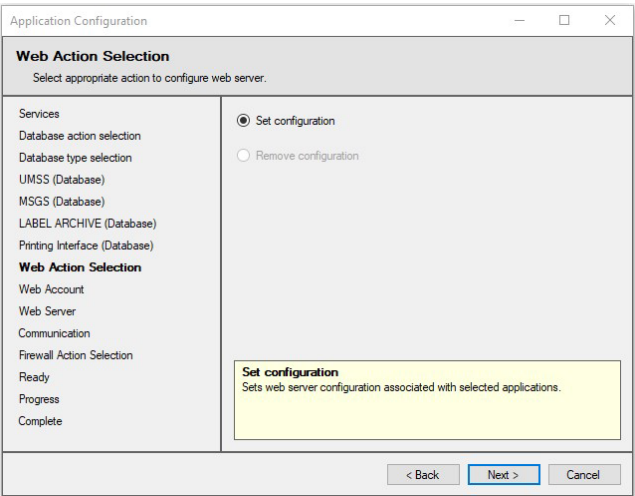 Application Configuration
Web Action Selection
Select appropriate action to configure web server.
Services
Database action selection
Database type selection
UMSS (Database)
MSGS (Database)
LABEL ARCHIVE (Database)
Printing Interface (Database)
Web Action Selection
Web Account
Web Server
Communication
Firewall Action Selection
Ready
Progress
Complete
Set configuration
Remove configuration
Set configuration
Sets web server configuration associated with selected applications.
< Back
Next >
Cancel